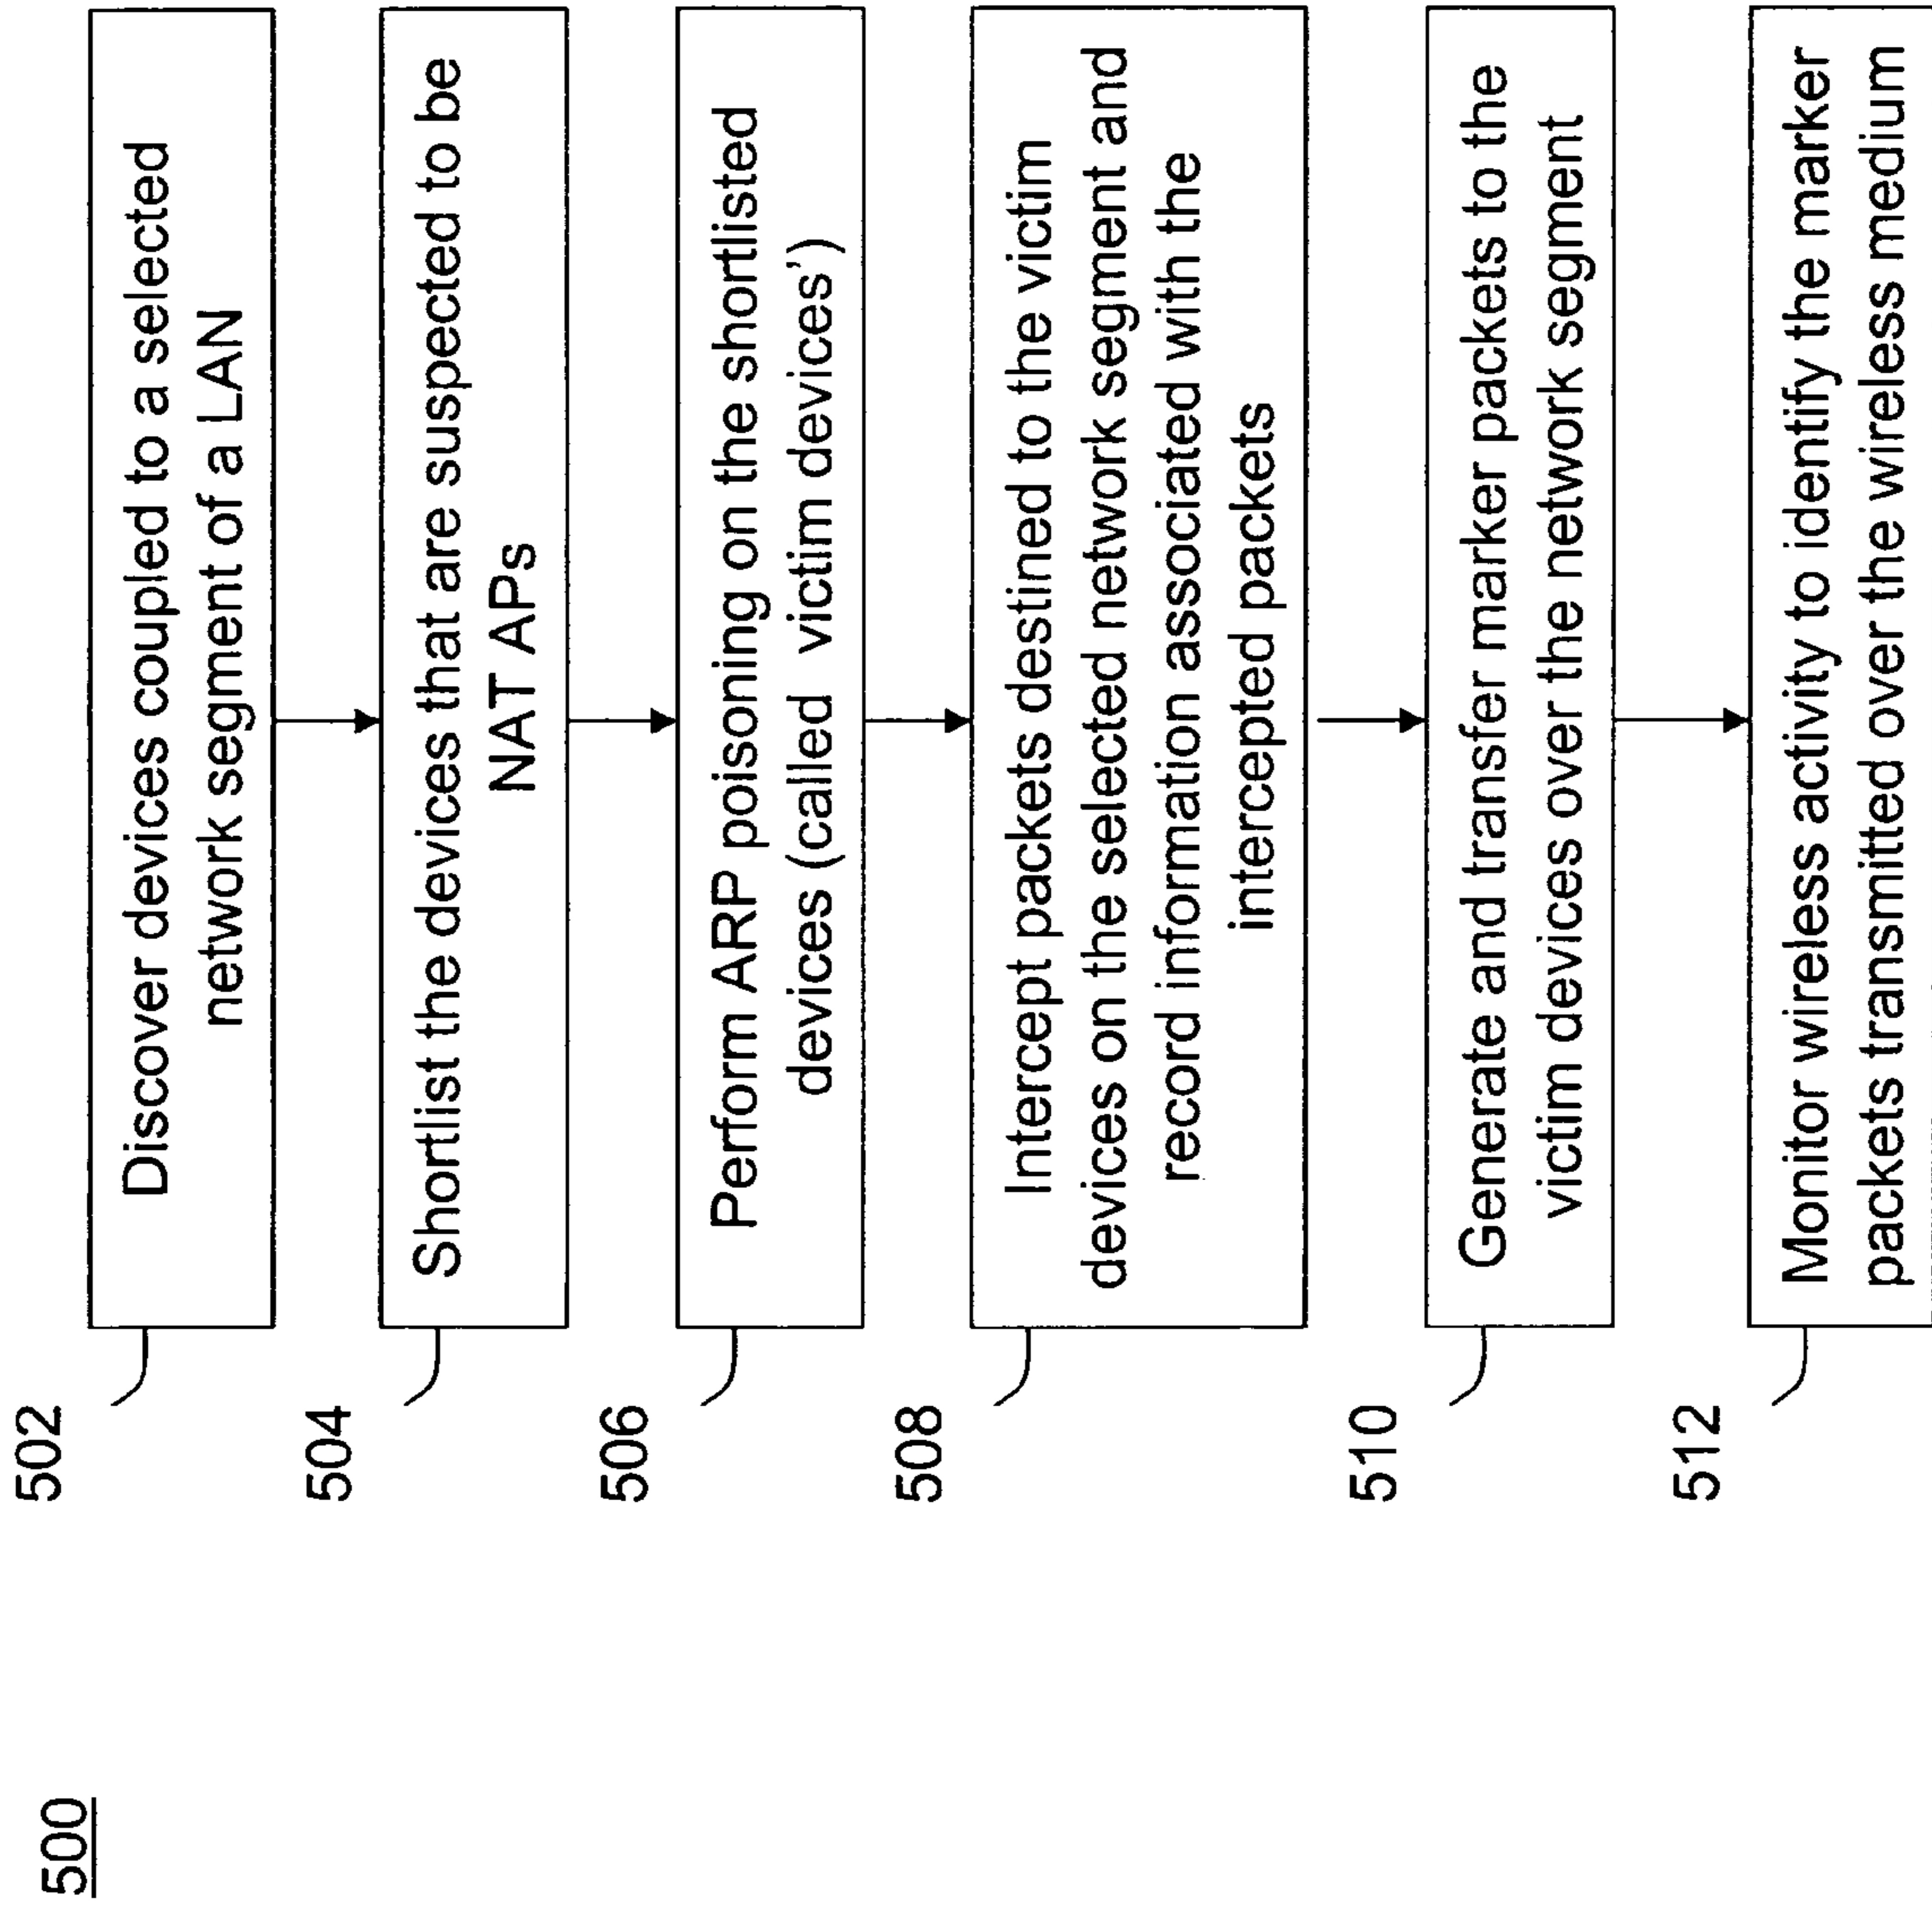 500
502
Discover devices coupled to a selected
network segment of a LAN
504
Shortlist the devices that are suspected to be
NAT APs
506
Perform ARP poisoning on the shortlisted
devices (called victim devices’)
508
Intercept packets destined to the victim
devices on the selected network segment and
record information associated with the
intercepted packets
510
Generate and transfer marker packets to the
victim devices over the network segment
512
Monitor wireless activity to identify the marker
packets transmitted over the wireless medium